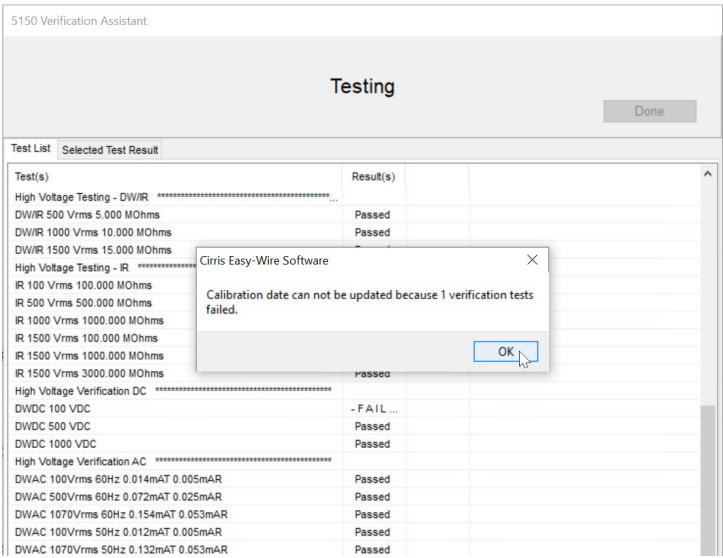 5150 Verification Assistant
Testing
Done
Test List Selected Test Result
Test(s) Result(s)
High Voltage Testing - DW/IR *******************************************...
DW/IR 500 Vrms 5.000 MOhms Passed
DW/IR 1000 Vrms 10.000 MOhms Passed
DW/IR 1500 Vrms 15.000 MOhms
High Voltage Testing - IR **************
Cirris Easy-Wire Software
Calibration date can not be updated because 1 verification tests
failed.
OK
IR 100 Vrms 100.000 MOhms
IR 500 Vrms 500.000 MOhms
IR 1000 Vrms 1000.000 MOhms
IR 1500 Vrms 100.000 MOhms
IR 1500 Vrms 1000.000 MOhms
IR 1500 Vrms 3000.000 MOhms Passed
High Voltage Verification DC ********************************************
DWDC 100 VDC - F A I L ...
DWDC 500 VDC Passed
DWDC 1000 VDC Passed
High Voltage Verification AC ********************************************
DWAC 100Vrms 60Hz 0.014mAT 0.005mAR Passed
DWAC 500Vrms 60Hz 0.072mAT 0.025mAR Passed
DWAC 1070Vrms 60Hz 0.154mAT 0.053mAR Passed
DWAC 100Vrms 50Hz 0.012mAT 0.005mAR Passed
DWAC 1070Vrms 50Hz 0.132mAT 0.053mAR Passed